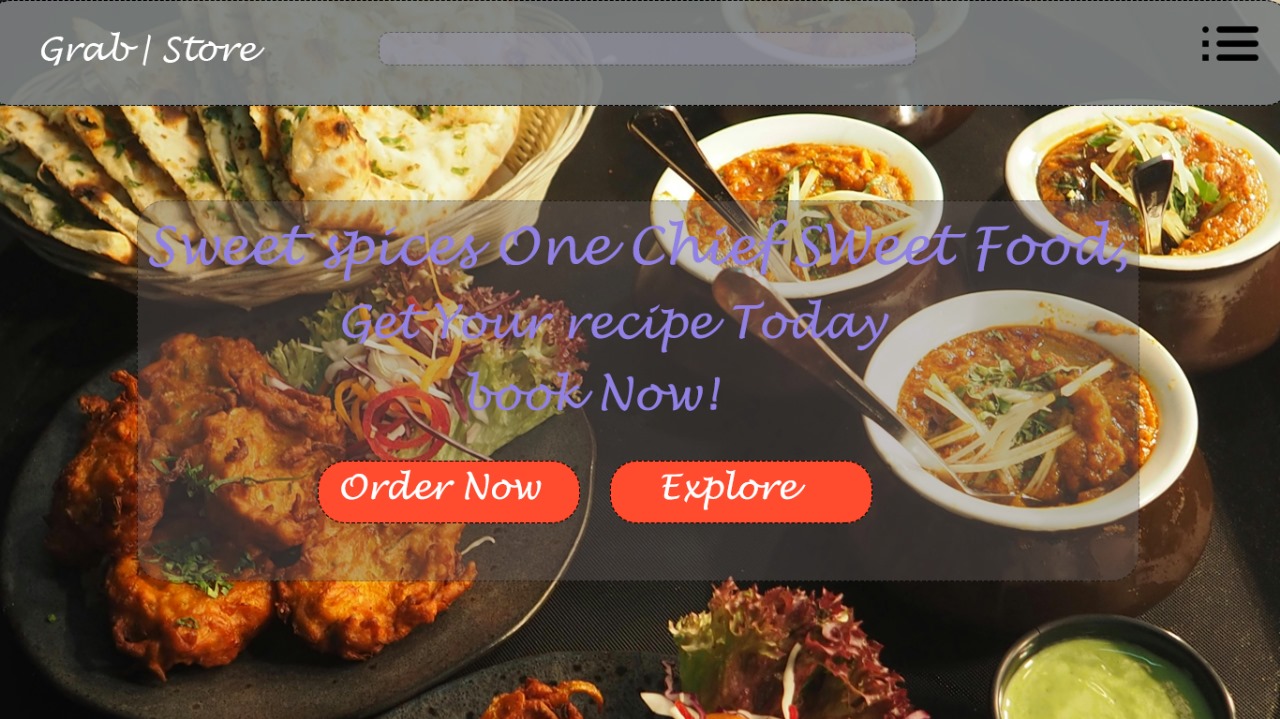 Grab | Store
Sweet spices One Chief SWeet Food,
Get Your recipe Today
book Now!
Order Now
Explore